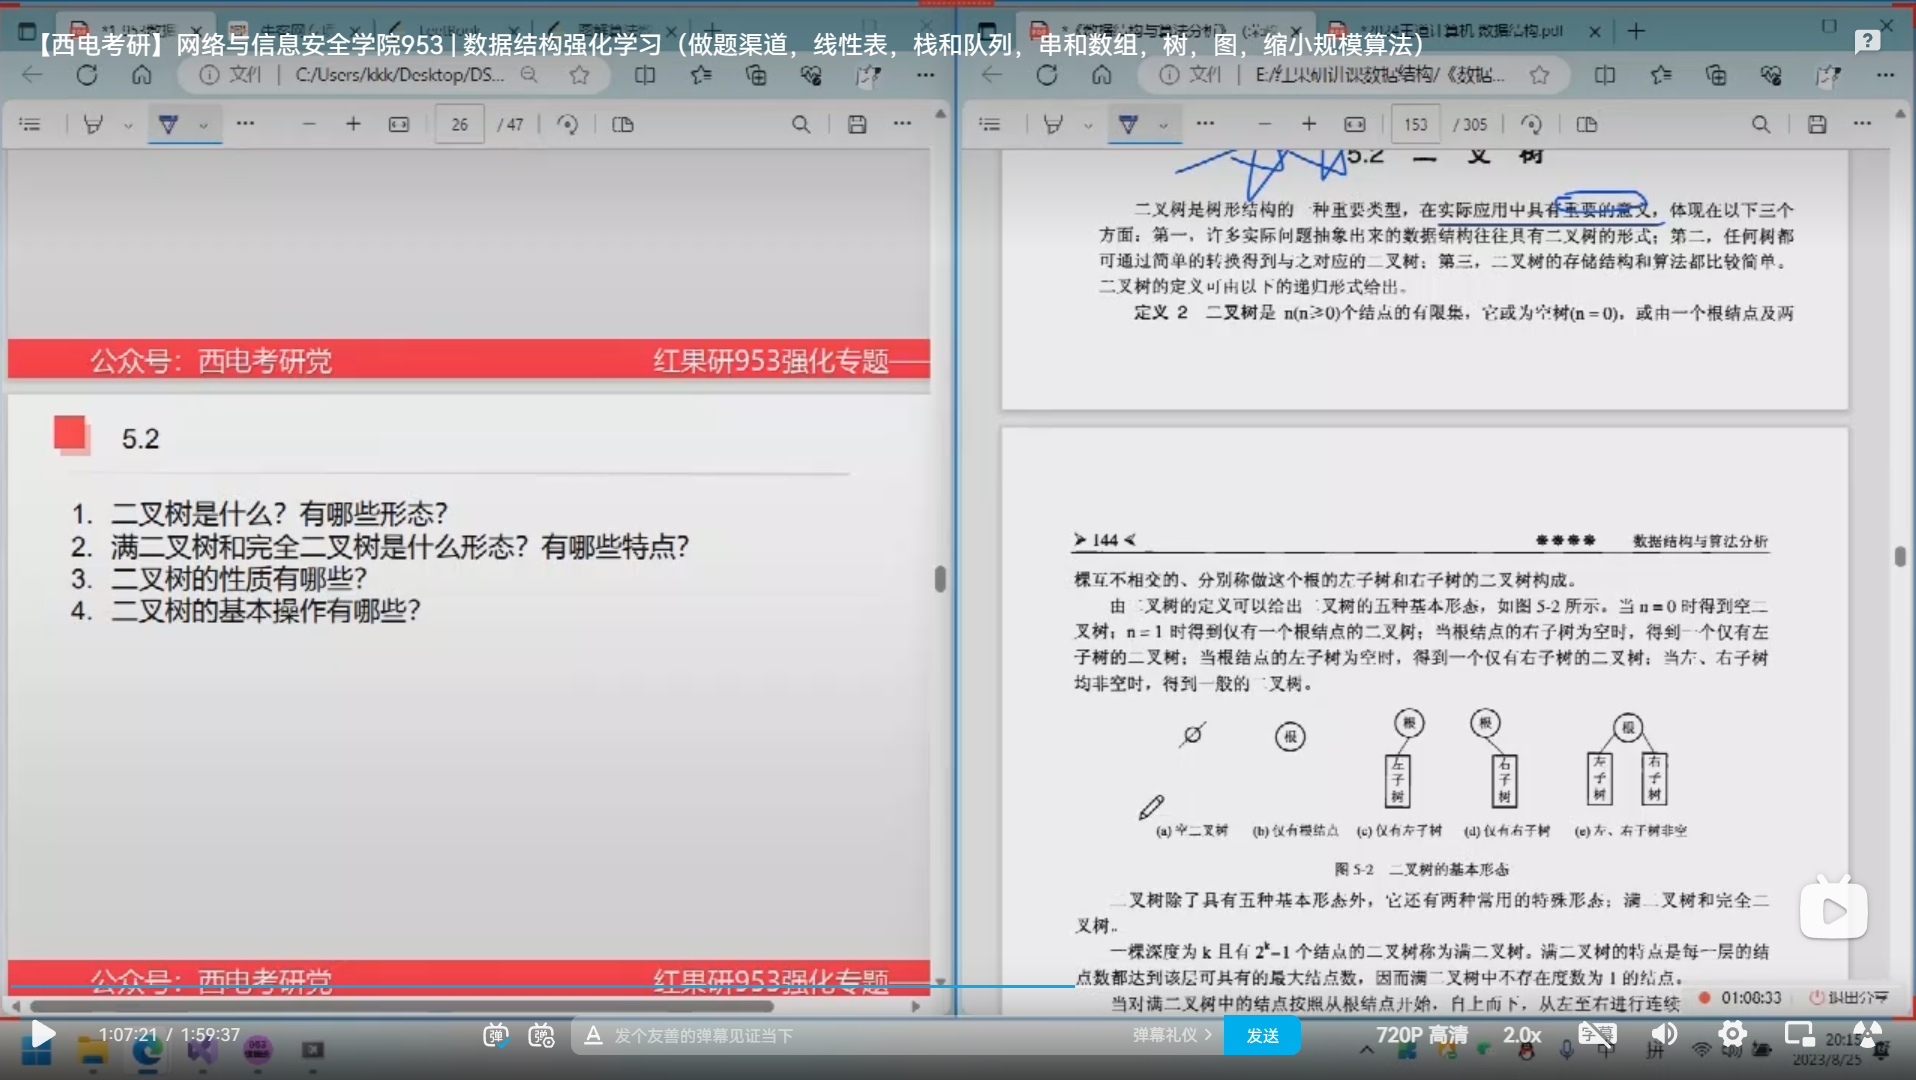 【西电考研】网络与信息安全学院953 | 数据结构强化学习（做题渠道，线性表，栈和队列，串和数组，树，图，缩小规模算法）
文件 | C:/Users/kkk/Desktop/DS...
26 / 47
公众号：西电考研党 红果研953强化专题——
5.2
1. 二叉树是什么？有哪些形态？
2. 满二叉树和完全二叉树是什么形态？有哪些特点？
3. 二叉树的性质有哪些？
4. 二叉树的基本操作有哪些？
公众号：西电考研党 红果研953强化专题——
文件 | E:/红果研训课数据结构/《数据...
153 / 305
5.2 二 叉 树
二叉树是树形结构的一种重要类型，在实际应用中具有重要的意义，体现在以下三个
方面：第一，许多实际问题抽象出来的数据结构往往具有二叉树的形式；第二，任何树都
可通过简单的转换得到与之对应的二叉树；第三，二叉树的存储结构和算法都比较简单。
二叉树的定义可由以下的递归形式给出。
定义 2 二叉树是 n(n≥0)个结点的有限集，它或为空树(n = 0)，或由一个根结点及两
144 数据结构与算法分析
棵互不相交的、分别称做这个根的左子树和右子树的二叉树构成。
由二叉树的定义可以给出二叉树的五种基本形态，如图 5-2 所示。当 n = 0 时得到空二
叉树；n = 1 时得到仅有一个根结点的二叉树；当根结点的右子树为空时，得到一个仅有左
子树的二叉树；当根结点的左子树为空时，得到一个仅有右子树的二叉树；当左、右子树
均非空时，得到一般的二叉树。
根 根 根 根
左子树 右子树 左子树 右子树
(a) 空二叉树 (b) 仅有根结点 (c) 仅有左子树 (d) 仅有右子树 (e) 左、右子树非空
图 5-2 二叉树的基本形态
二叉树除了具有五种基本形态外，它还有两种常用的特殊形态：满二叉树和完全二
叉树。
一棵深度为 k 且有 2^k−1 个结点的二叉树称为满二叉树。满二叉树的特点是每一层的结
点数都达到该层可具有的最大结点数，因而满二叉树中不存在度数为 1 的结点。
当对满二叉树中的结点按照从根结点开始，自上而下，从左至右进行连续
01:08:33 退出分享
1:07:21 / 1:59:37
发个友善的弹幕见证当下
弹幕礼仪 >
发送
720P 高清
2.0x
字幕
中 拼
2023/8/25